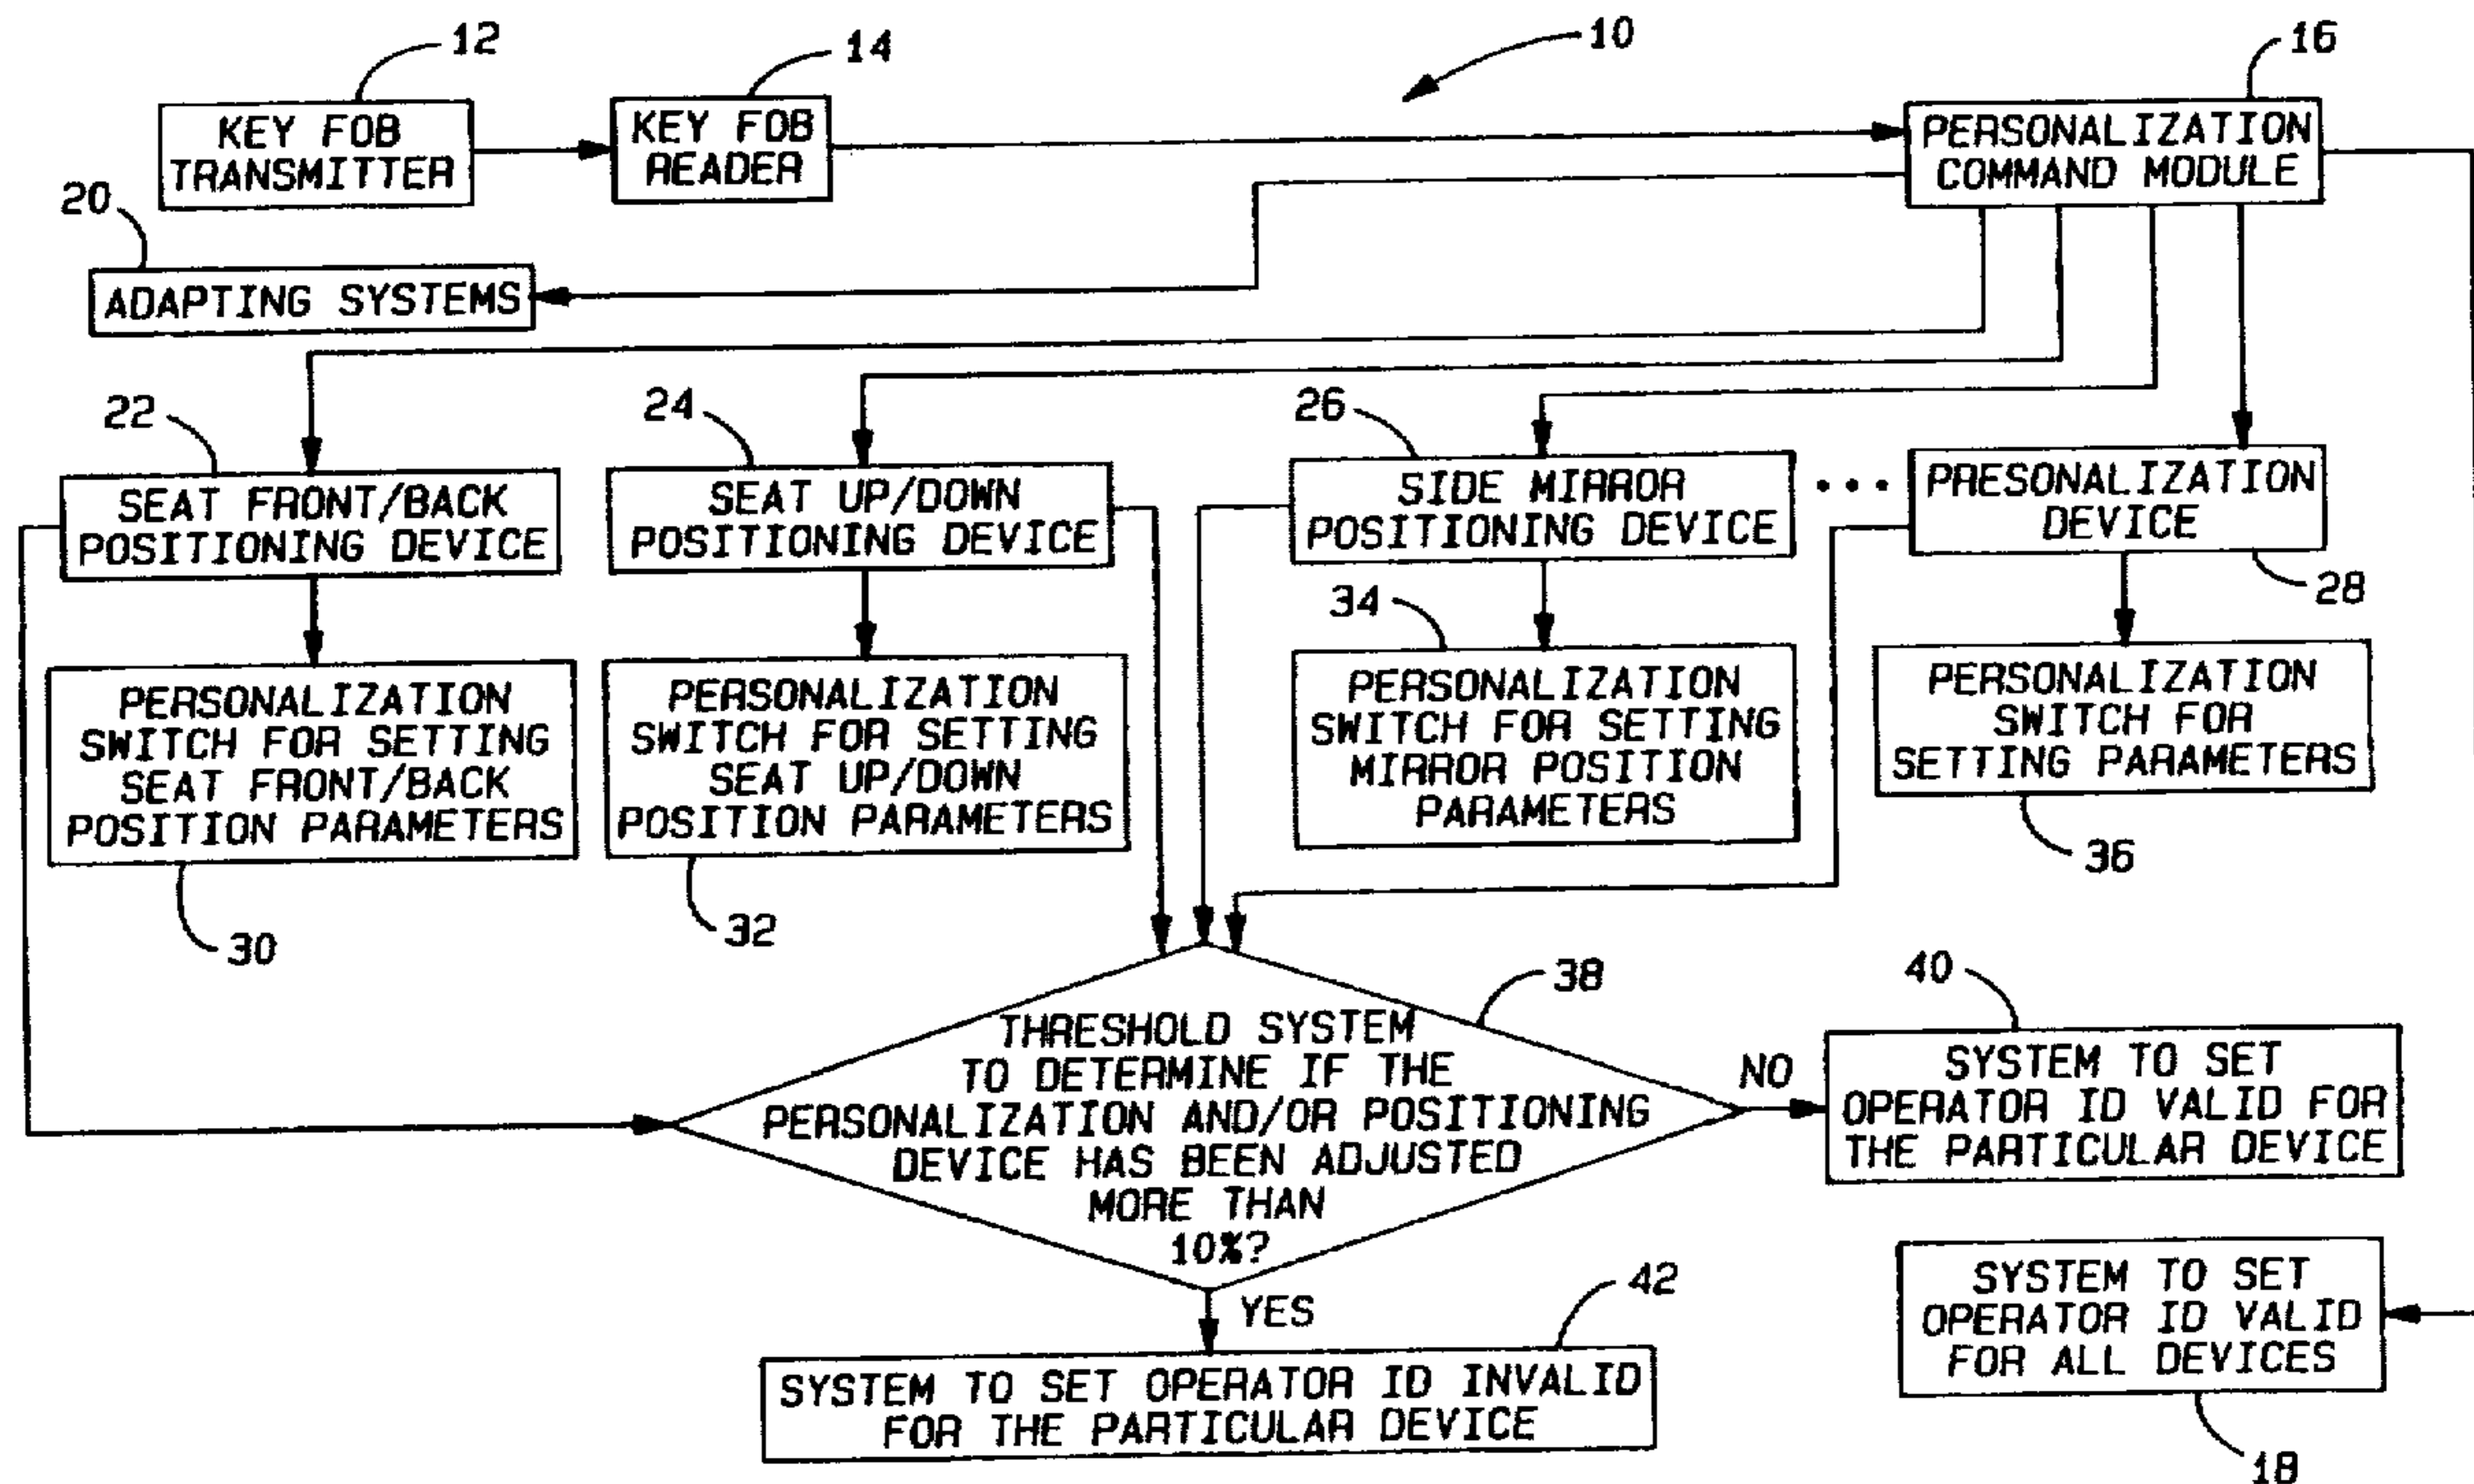 12
14
10
16
KEY FOB
TRANSMITTER
KEY FOB
READER
PERSONALIZATION
COMMAND MODULE
20
ADAPTING SYSTEMS
22
24
26
SEAT FRONT/BACK
POSITIONING DEVICE
SEAT UP/DOWN
POSITIONING DEVICE
SIDE MIRROR
POSITIONING DEVICE
• • •
PRESONALIZATION
DEVICE
28
34
PERSONALIZATION
SWITCH FOR SETTING
SEAT FRONT/BACK
POSITION PARAMETERS
PERSONALIZATION
SWITCH FOR SETTING
SEAT UP/DOWN
POSITION PARAMETERS
PERSONALIZATION
SWITCH FOR SETTING
MIRROR POSITION
PARAMETERS
PERSONALIZATION
SWITCH FOR
SETTING PARAMETERS
30
32
36
38
40
THRESHOLD SYSTEM
TO DETERMINE IF THE
PERSONALIZATION AND/OR POSITIONING
DEVICE HAS BEEN ADJUSTED
MORE THAN
10%?
NO
SYSTEM TO SET
OPERATOR ID VALID FOR
THE PARTICULAR DEVICE
YES
42
SYSTEM TO SET OPERATOR ID INVALID
FOR THE PARTICULAR DEVICE
SYSTEM TO SET
OPERATOR ID VALID
FOR ALL DEVICES
18